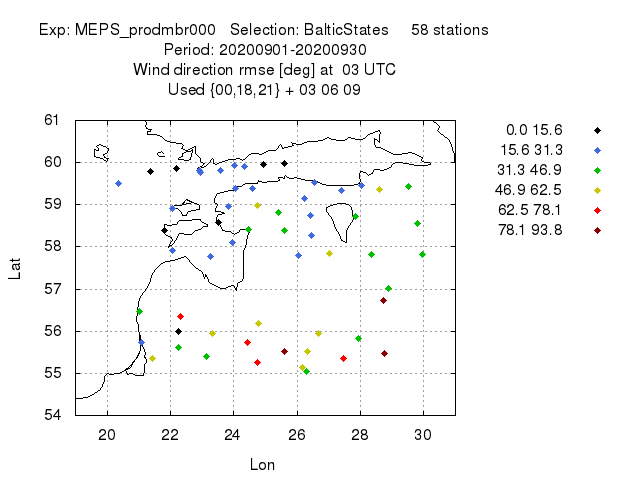 Exp: MEPS_prodmbr000 Selection: BalticStates 58 stations
Period: 20200901-20200930
Wind direction rmse [deg] at 03 UTC
Used {00,18,21} + 03 06 09
61
60
59
58
57
56
55
54
Lat
20 22 24 26 28 30
Lon
0.0 15.6
15.6 31.3
31.3 46.9
46.9 62.5
62.5 78.1
78.1 93.8